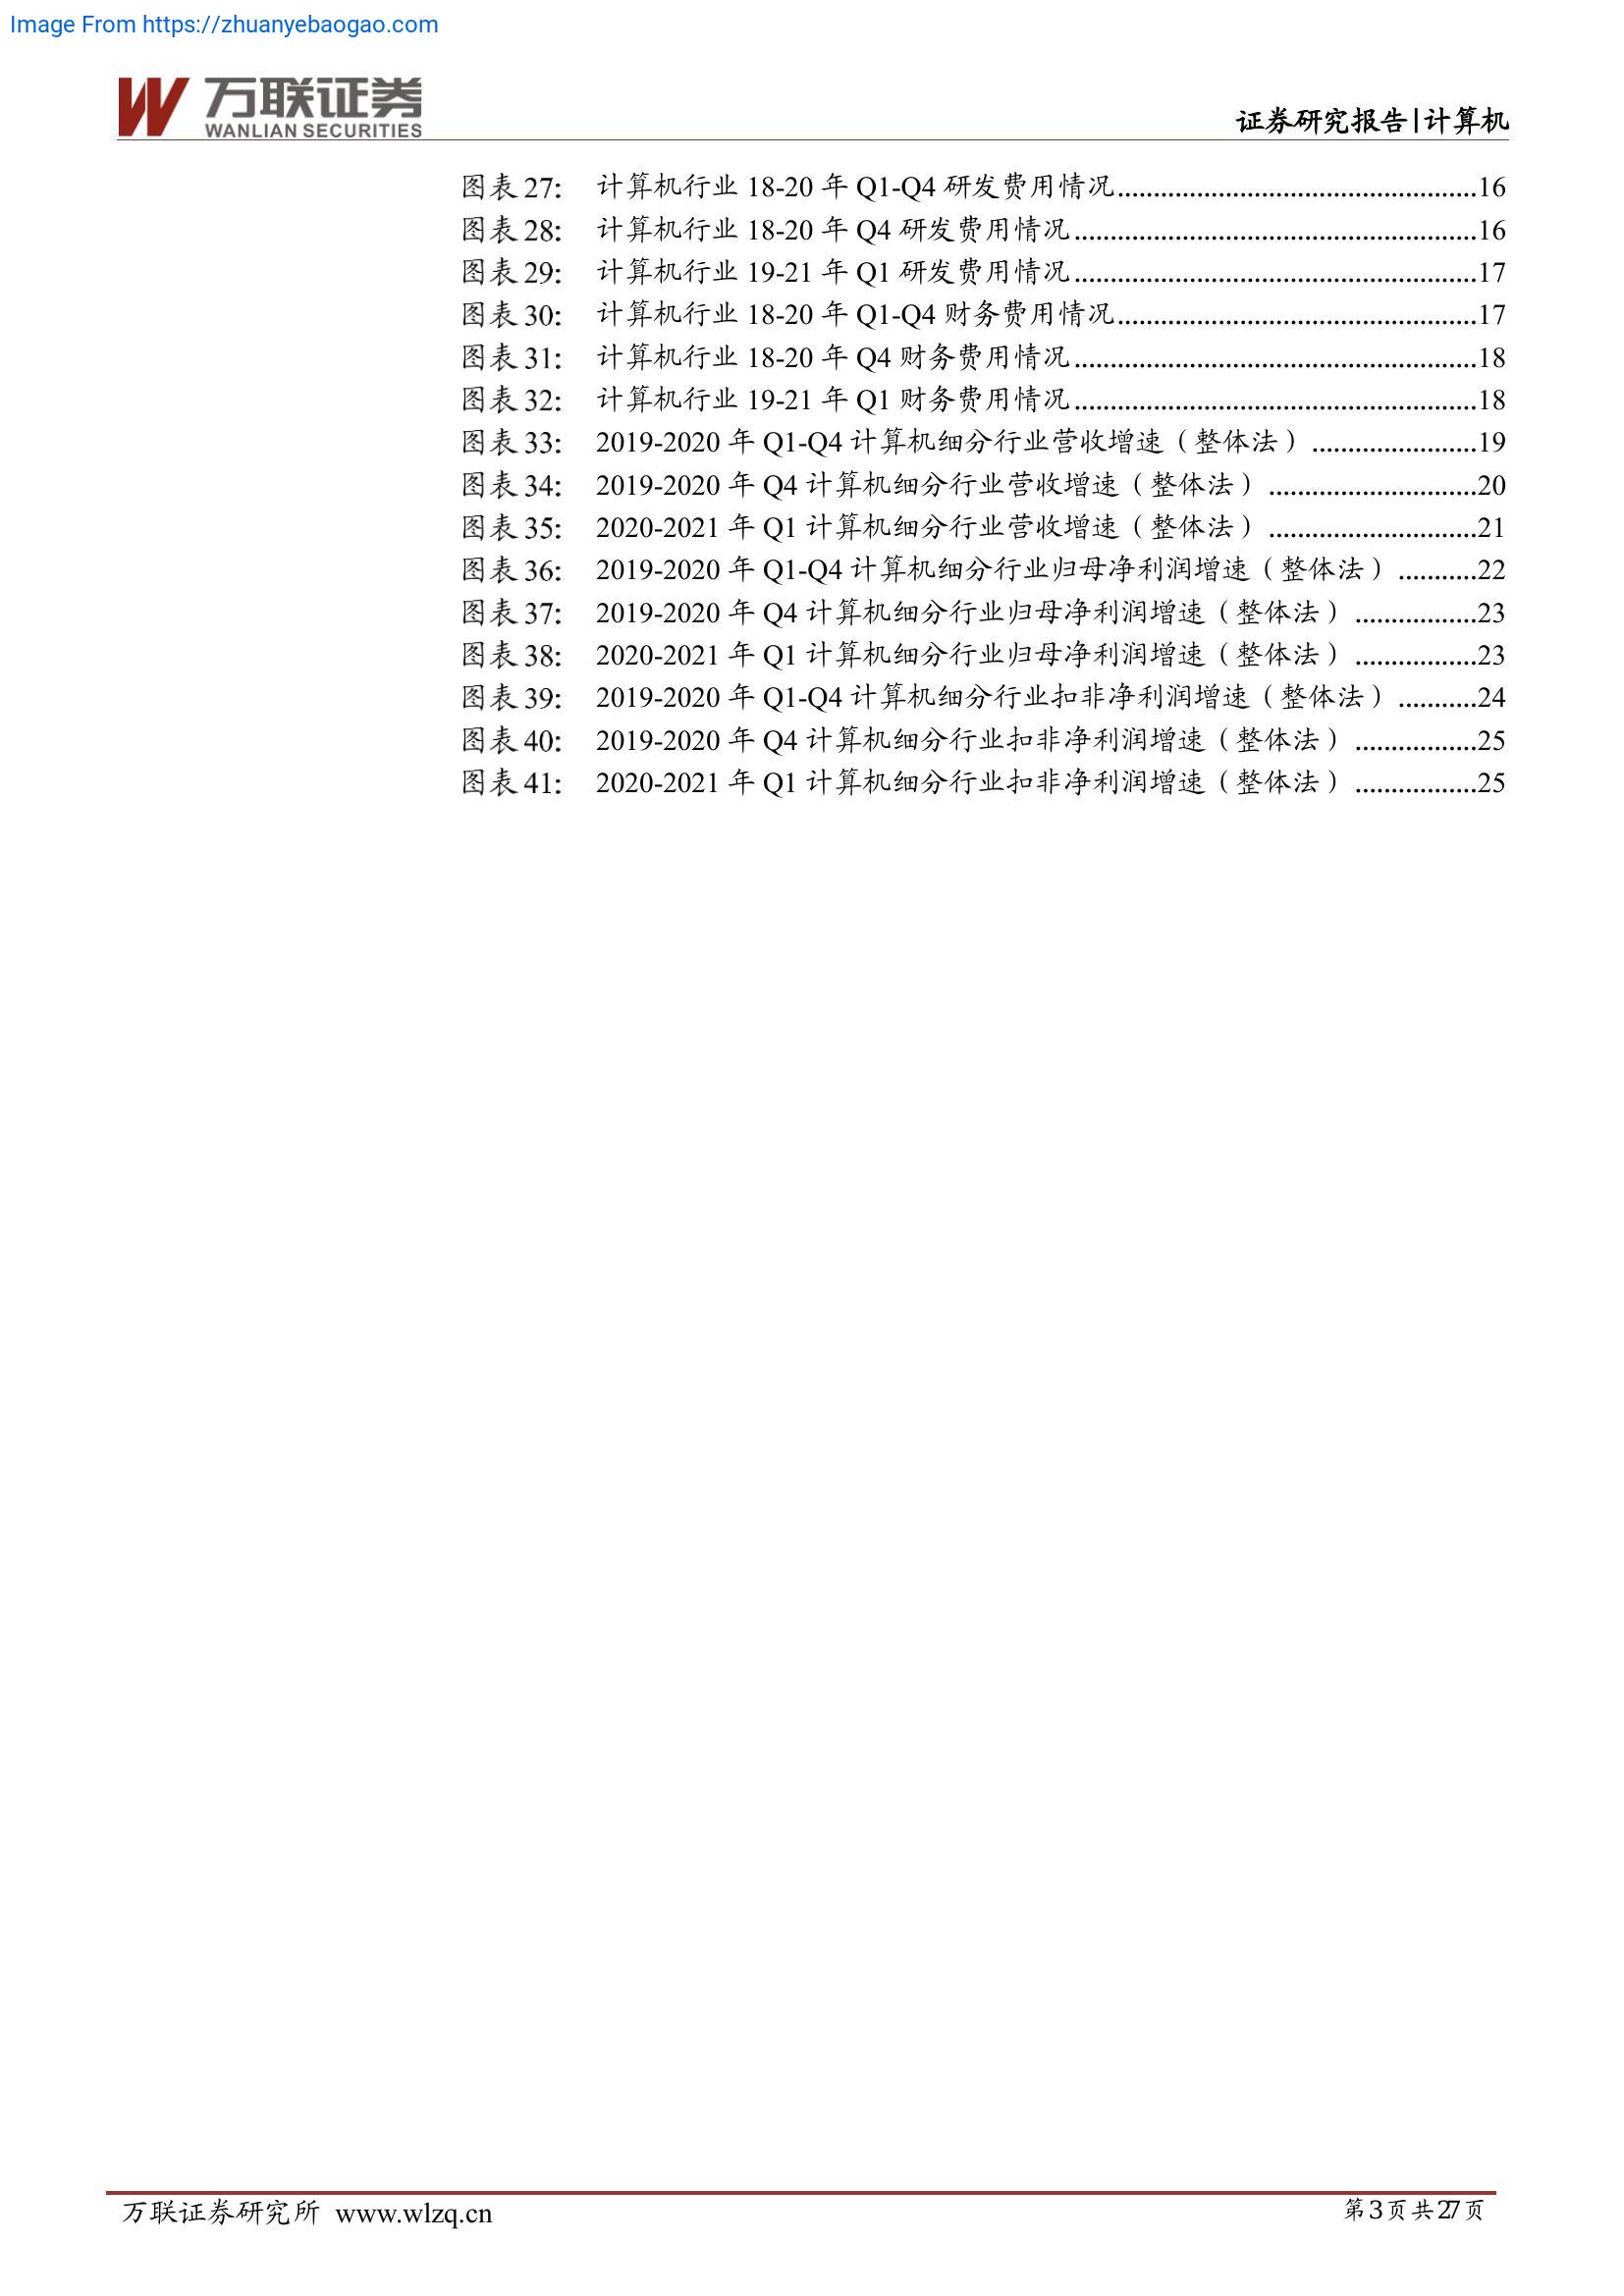 Image From https://zhuanyebaogao.com
万联证券
WANLIAN SECURITIES
证券研究报告|计算机
图表 27: 计算机行业 18-20 年 Q1-Q4 研发费用情况..................................................16
图表 28: 计算机行业 18-20 年 Q4 研发费用情况........................................................16
图表 29: 计算机行业 19-21 年 Q1 研发费用情况........................................................17
图表 30: 计算机行业 18-20 年 Q1-Q4 财务费用情况..................................................17
图表 31: 计算机行业 18-20 年 Q4 财务费用情况........................................................18
图表 32: 计算机行业 19-21 年 Q1 财务费用情况........................................................18
图表 33: 2019-2020 年 Q1-Q4 计算机细分行业营收增速（整体法）.......................19
图表 34: 2019-2020 年 Q4 计算机细分行业营收增速（整体法）.............................20
图表 35: 2020-2021 年 Q1 计算机细分行业营收增速（整体法）.............................21
图表 36: 2019-2020 年 Q1-Q4 计算机细分行业归母净利润增速（整体法）...........22
图表 37: 2019-2020 年 Q4 计算机细分行业归母净利润增速（整体法）.................23
图表 38: 2020-2021 年 Q1 计算机细分行业归母净利润增速（整体法）.................23
图表 39: 2019-2020 年 Q1-Q4 计算机细分行业扣非净利润增速（整体法）...........24
图表 40: 2019-2020 年 Q4 计算机细分行业扣非净利润增速（整体法）.................25
图表 41: 2020-2021 年 Q1 计算机细分行业扣非净利润增速（整体法）.................25
万联证券研究所 www.wlzq.cn
第3页共27页